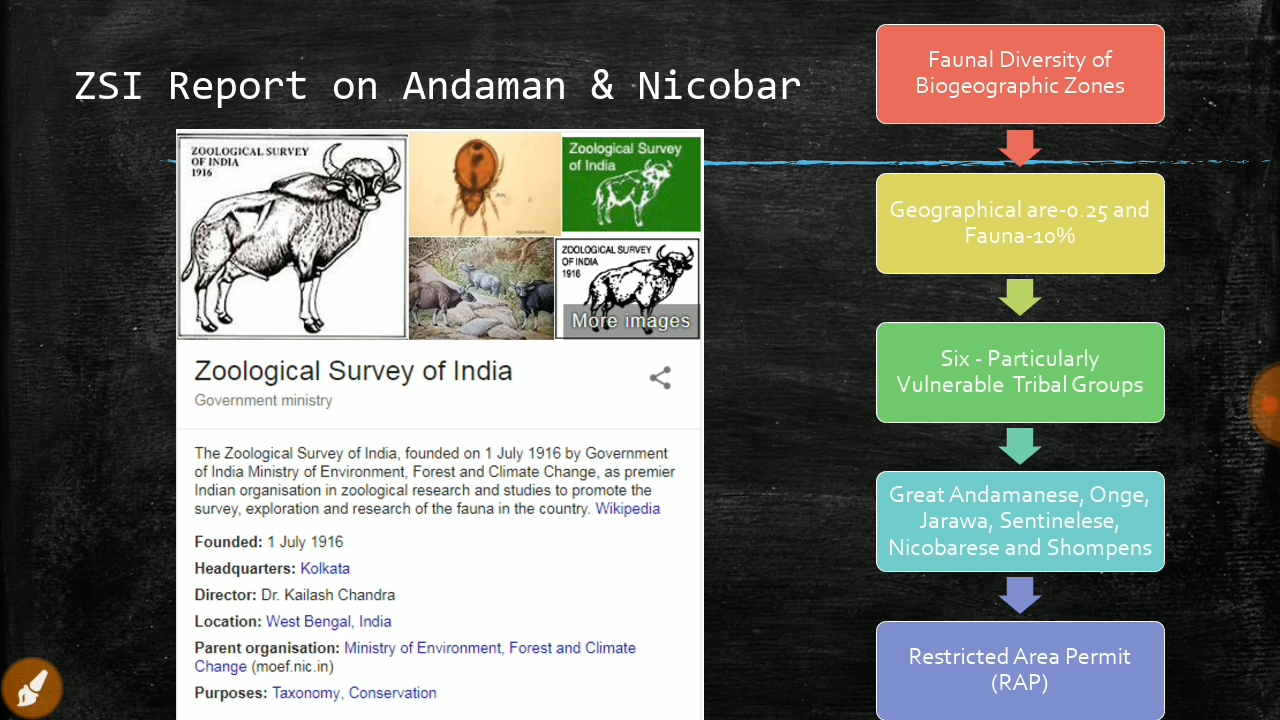 ZSI Report on Andaman & Nicobar
ZOOLOGICAL SURVEY
OF INDIA
1916
Zoological Survey
of India
ZOOLOGICAL SURVEY
OF INDIA
1916
More images
Zoological Survey of India
Government ministry
The Zoological Survey of India, founded on 1 July 1916 by Government
of India Ministry of Environment, Forest and Climate Change, as premier
Indian organisation in zoological research and studies to promote the
survey, exploration and research of the fauna in the country. Wikipedia
Founded: 1 July 1916
Headquarters: Kolkata
Director: Dr. Kailash Chandra
Location: West Bengal, India
Parent organisation: Ministry of Environment, Forest and Climate
Change (moef.nic.in)
Purposes: Taxonomy, Conservation
Faunal Diversity of
Biogeographic Zones
Geographical are-0.25 and
Fauna-10%
Six - Particularly
Vulnerable Tribal Groups
Great Andamanese, Onge,
Jarawa, Sentinelese,
Nicobarese and Shompens
Restricted Area Permit
(RAP)